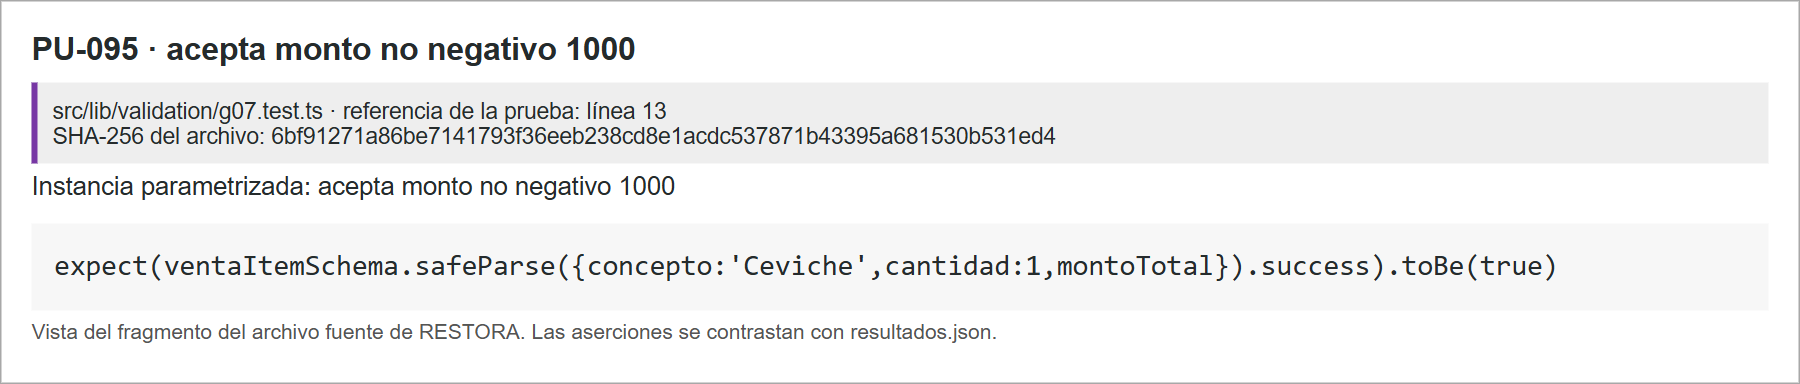 PU-095 · acepta monto no negativo 1000
src/lib/validation/g07.test.ts · referencia de la prueba: línea 13
SHA-256 del archivo: 6bf91271a86be7141793f36eeb238cd8e1acdc537871b43395a681530b531ed4
Instancia parametrizada: acepta monto no negativo 1000
expect(ventaItemSchema.safeParse({concepto:'Ceviche',cantidad:1,montoTotal}).success).toBe(true)
Vista del fragmento del archivo fuente de RESTORA. Las aserciones se contrastan con resultados.json.